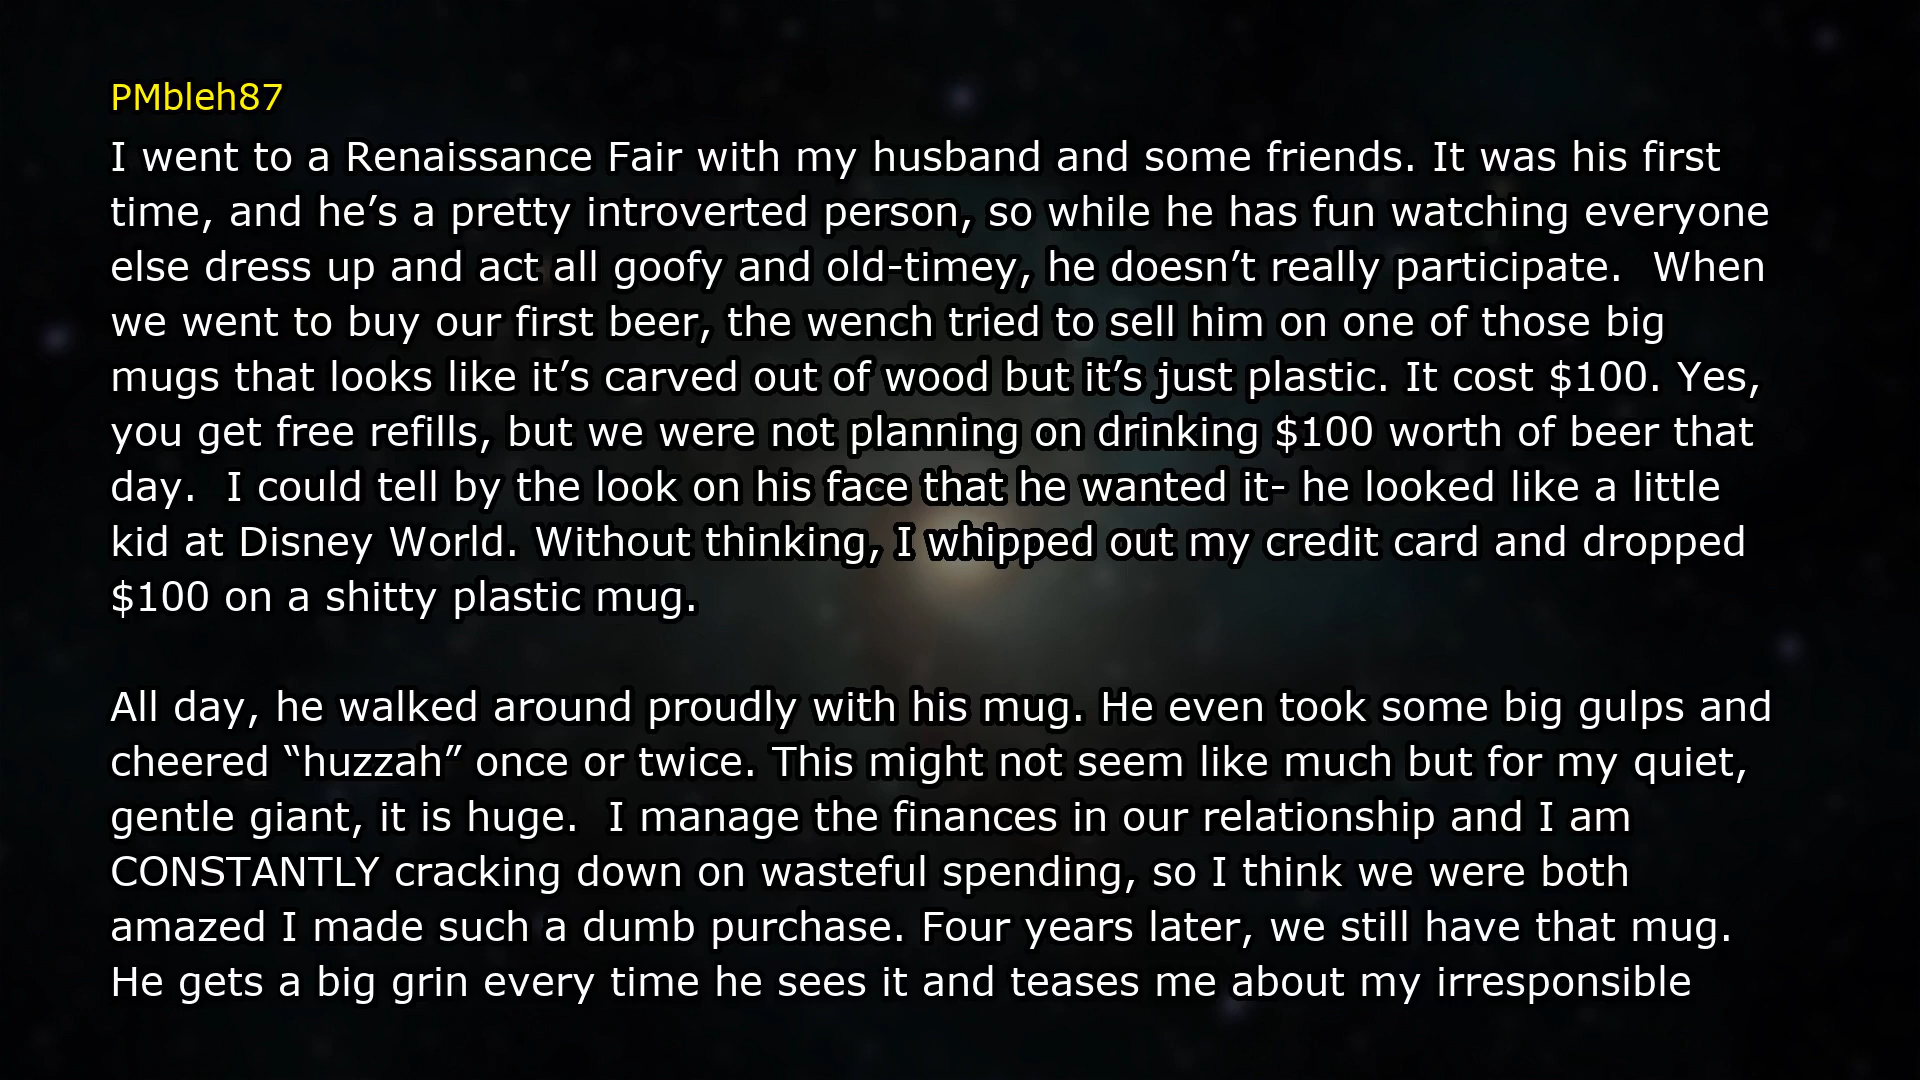 PMbleh87
I went to a Renaissance Fair with my husband and some friends. It was his first
time, and he’s a pretty introverted person, so while he has fun watching everyone
else dress up and act all goofy and old-timey, he doesn’t really participate.  When
we went to buy our first beer, the wench tried to sell him on one of those big
mugs that looks like it’s carved out of wood but it’s just plastic. It cost $100. Yes,
you get free refills, but we were not planning on drinking $100 worth of beer that
day.  I could tell by the look on his face that he wanted it- he looked like a little
kid at Disney World. Without thinking, I whipped out my credit card and dropped
$100 on a shitty plastic mug.
All day, he walked around proudly with his mug. He even took some big gulps and
cheered “huzzah” once or twice. This might not seem like much but for my quiet,
gentle giant, it is huge.  I manage the finances in our relationship and I am
CONSTANTLY cracking down on wasteful spending, so I think we were both
amazed I made such a dumb purchase. Four years later, we still have that mug.
He gets a big grin every time he sees it and teases me about my irresponsible